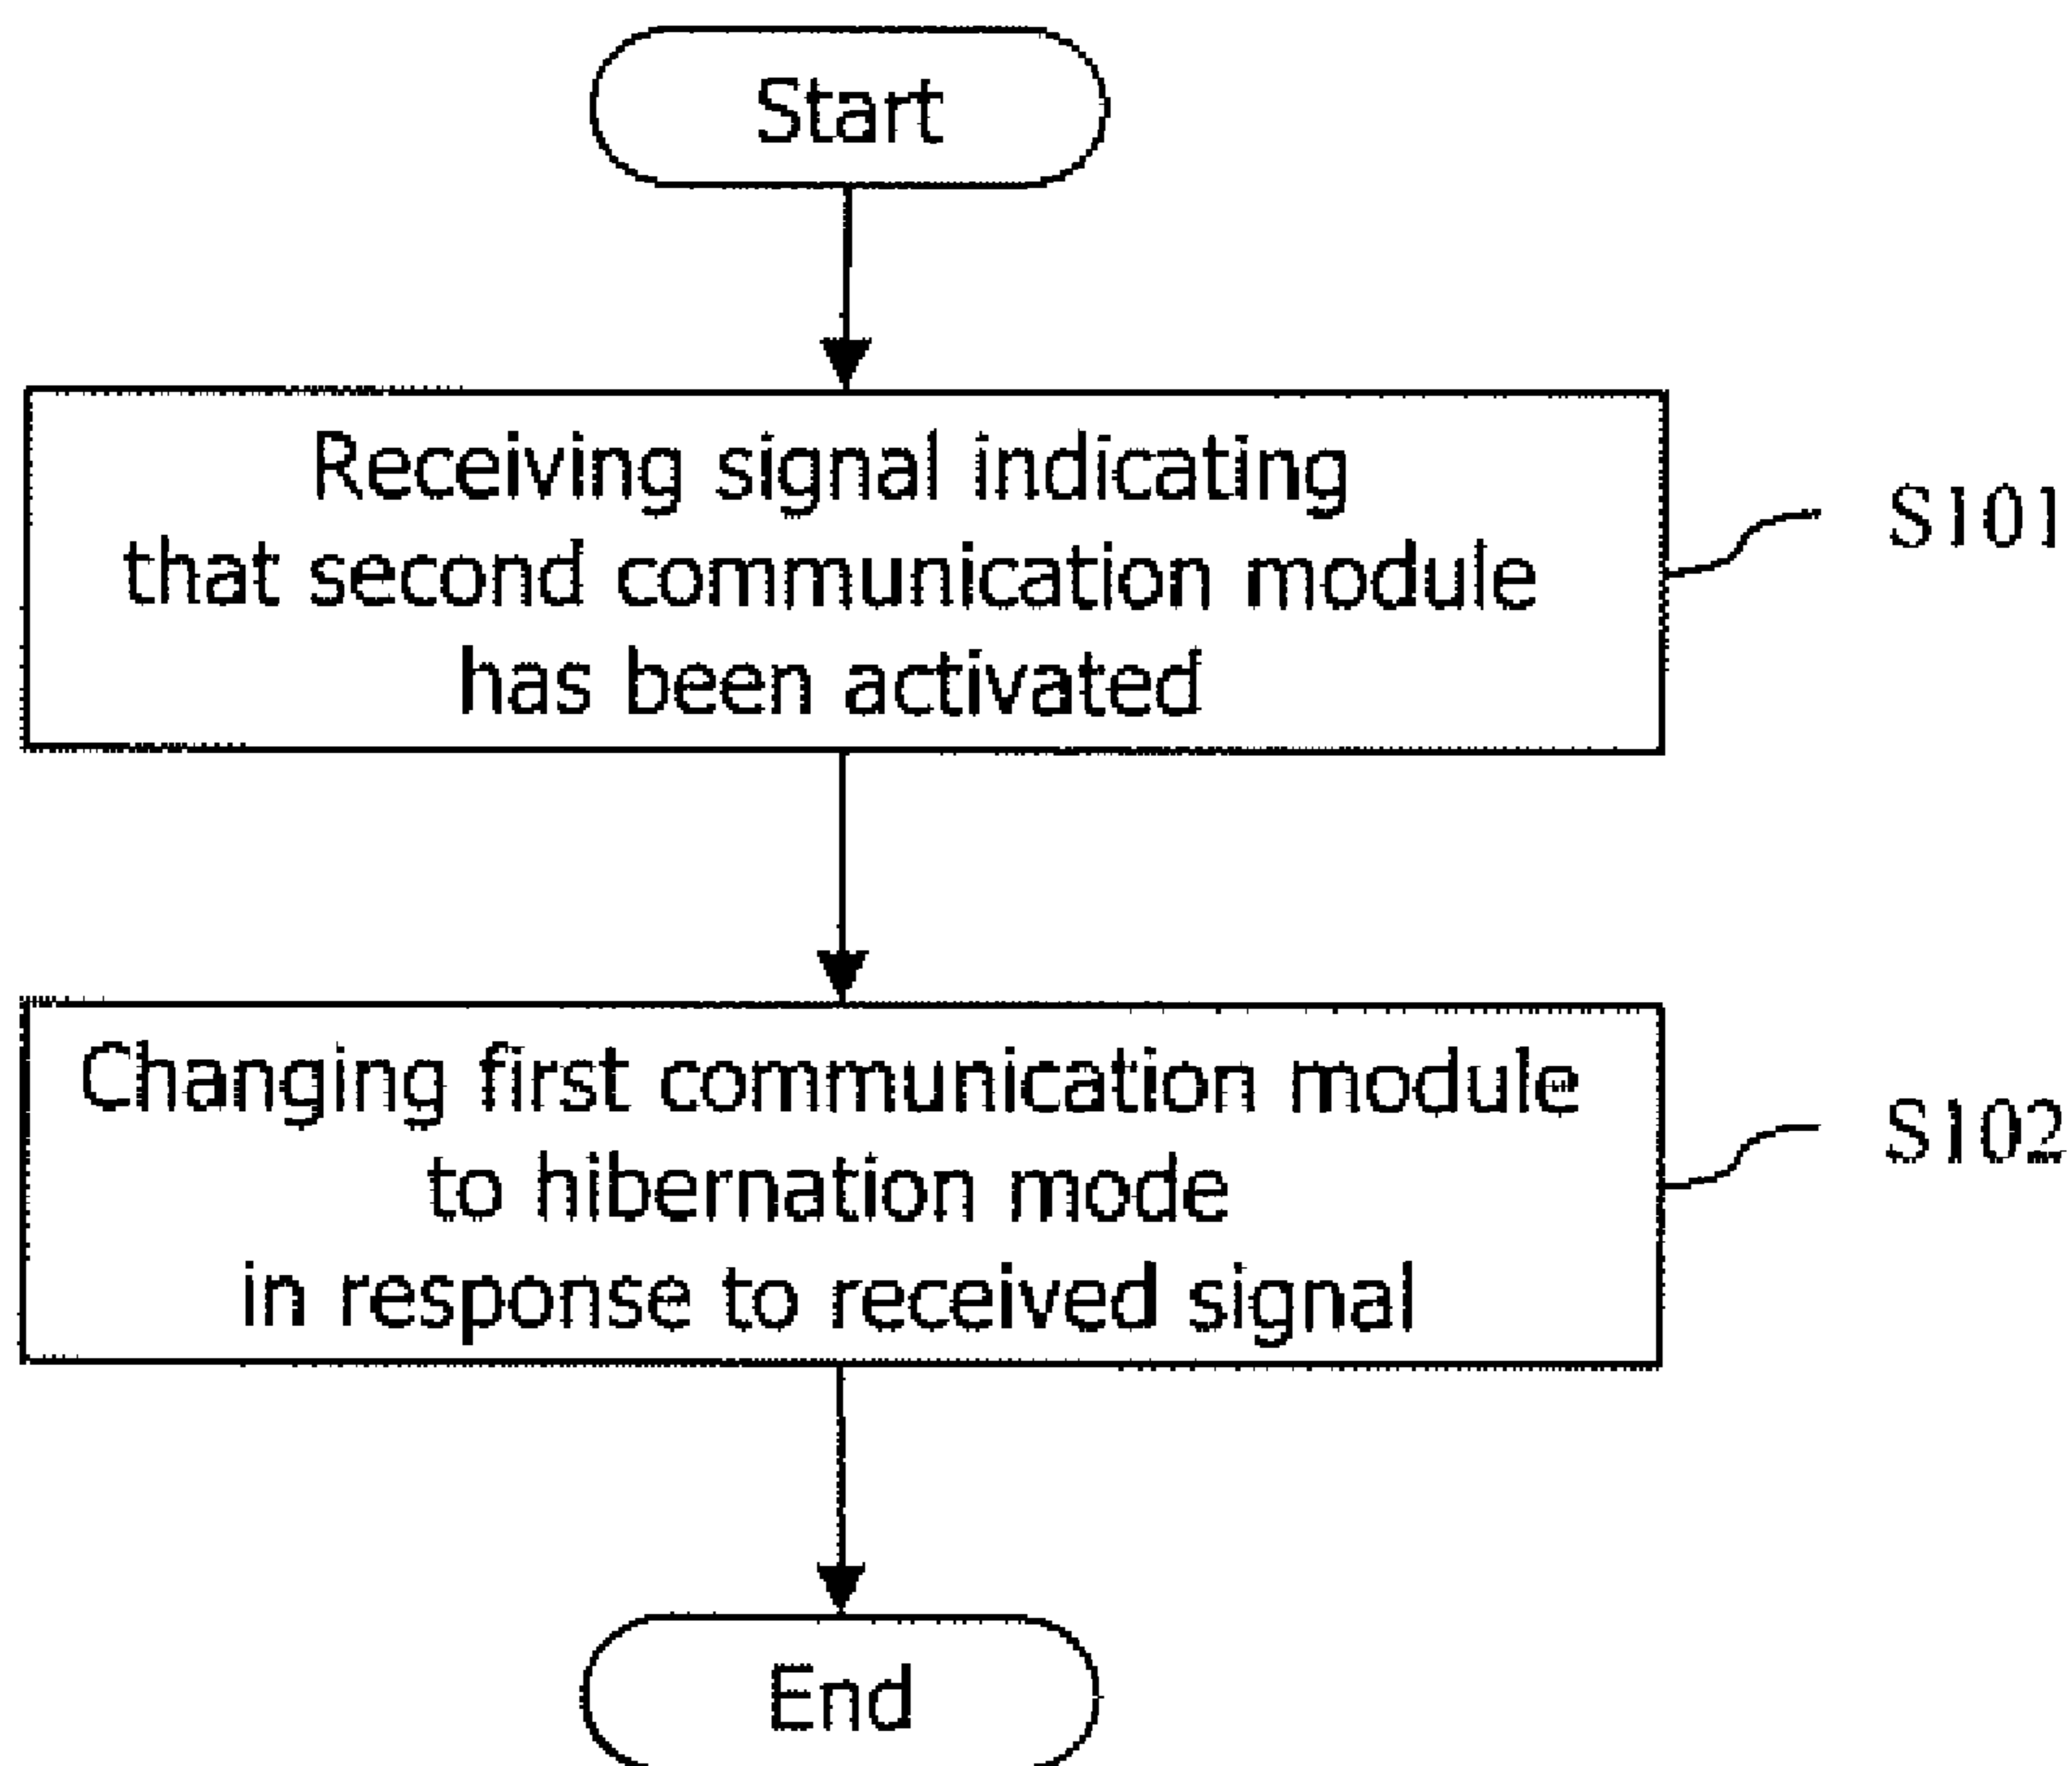 Start
Receiving signal indicating
that second communication module
has been activated
S101
Changing first communication module
to hibernation mode
in response to received signal
S102
End